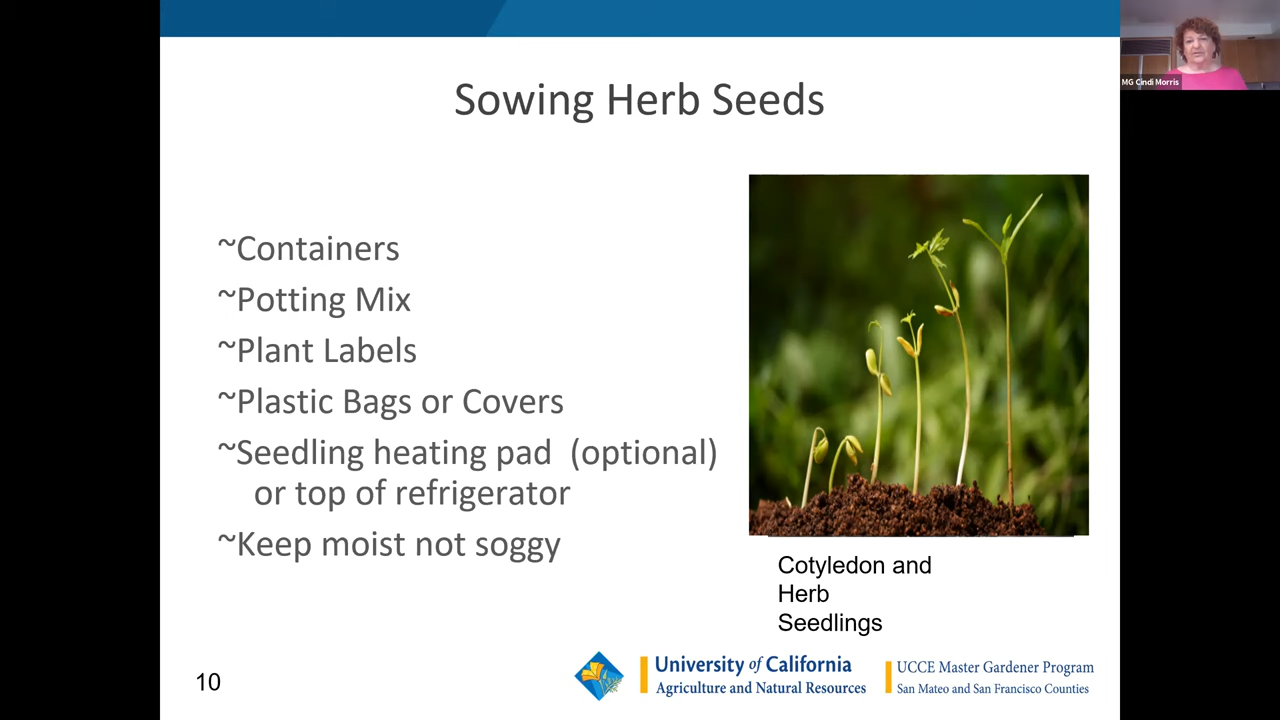 MG Cindi Morris
Sowing Herb Seeds
~Containers
~Potting Mix
~Plant Labels
~Plastic Bags or Covers
~Seedling heating pad (optional)
or top of refrigerator
~Keep moist not soggy
Cotyledon and
Herb
Seedlings
10
University of California
Agriculture and Natural Resources
UCCE Master Gardener Program
San Mateo and San Francisco Counties